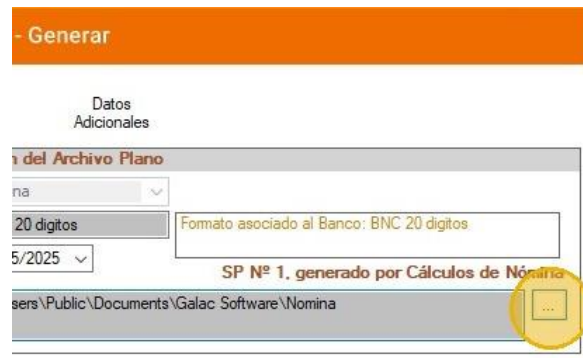 - Generar
Datos
Adicionales
n del Archivo Plano
na
20 digitos
Formato asociado al Banco: BNC 20 digitos
5/2025
SP Nº 1, generado por Cálculos de Nómina
sers\Public\Documents\Galac Software\Nomina
...